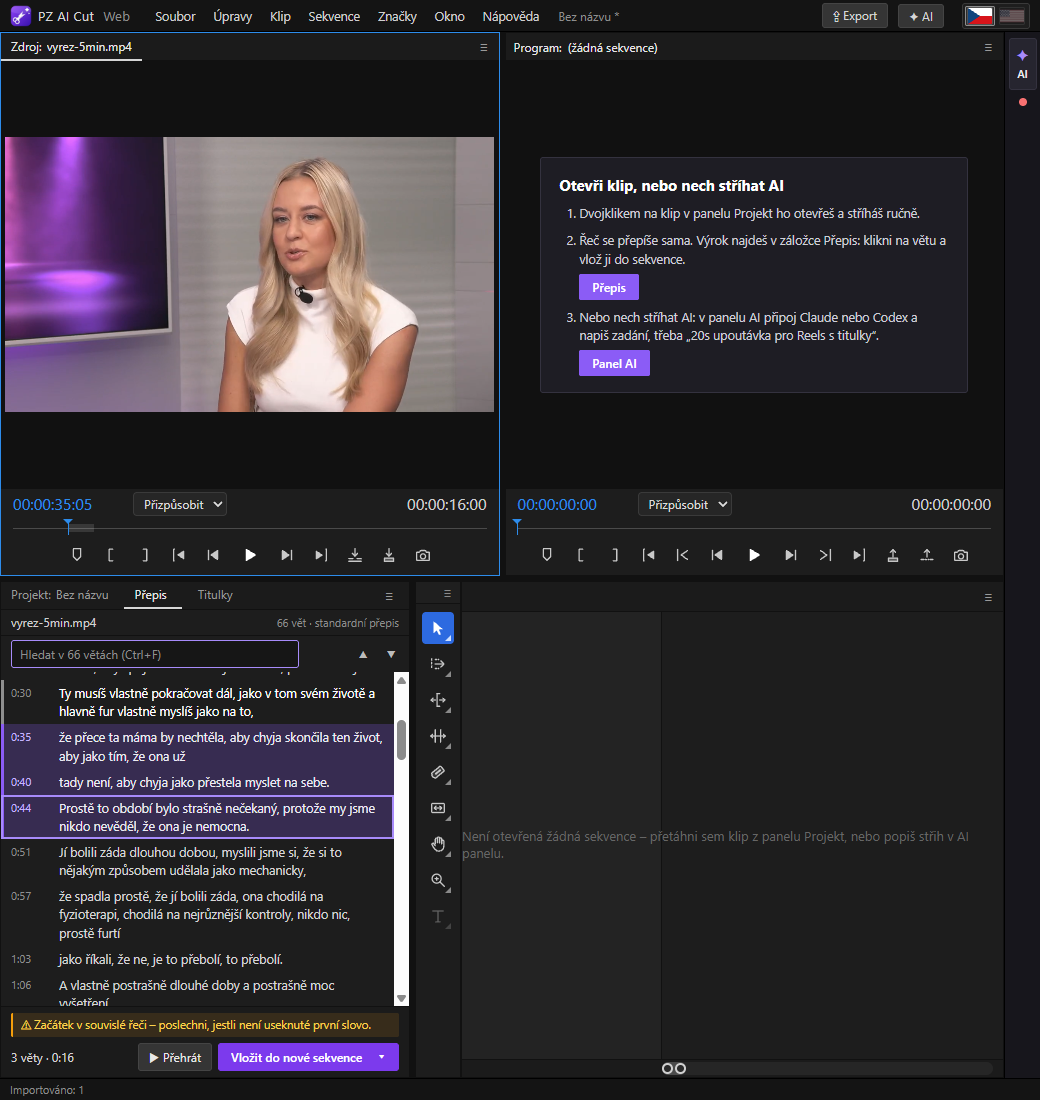 PZ AI Cut Web Soubor Úpravy Klip Sekvence Značky Okno Nápověda Bez názvu * Export AI
Zdroj: vyrez-5min.mp4
Program: (žádná sekvence)
AI
Otevři klip, nebo nech stříhat AI
1. Dvojklikem na klip v panelu Projekt ho otevřeš a stříháš ručně.
2. Řeč se přepíše sama. Výrok najdeš v záložce Přepis: klikni na větu a
vlož ji do sekvence.
Přepis
3. Nebo nech stříhat AI: v panelu AI připoj Claude nebo Codex a
napiš zadání, třeba „20s upoutávka pro Reels s titulky“.
Panel AI
00:00:35:05 Přizpůsobit 00:00:16:00
00:00:00:00 Přizpůsobit 00:00:00:00
Projekt: Bez názvu Přepis Titulky
vyrez-5min.mp4 66 vět · standardní přepis
Hledat v 66 větách (Ctrl+F)
0:30 Ty musíš vlastně pokračovat dál, jako v tom svém životě a
hlavně fur vlastně myslíš jako na to,
0:35 že přece ta máma by nechtěla, aby chyja skončila ten život,
aby jako tím, že ona už
0:40 tady není, aby chyja jako přestela myslet na sebe.
0:44 Prostě to období bylo strašně nečekaný, protože my jsme
nikdo nevěděl, že ona je nemocna.
0:51 Jí bolili záda dlouhou dobou, myslili jsme si, že si to
nějakým způsobem udělala jako mechanicky,
0:57 že spadla prostě, že jí bolili záda, ona chodilá na
fyzioterapi, chodilá na nejrůznější kontroly, nikdo nic,
prostě furtí
1:03 jako říkali, že ne, je to přebolí, to přebolí.
1:06 A vlastně postrašně dlouhé doby a postrašně moc
vyšetření
Začátek v souvislé řeči – poslechni, jestli není useknuté první slovo.
3 věty · 0:16 Přehrát Vložit do nové sekvence
Není otevřená žádná sekvence – přetáhni sem klip z panelu Projekt, nebo popiš střih v AI
panelu.
T
Importováno: 1